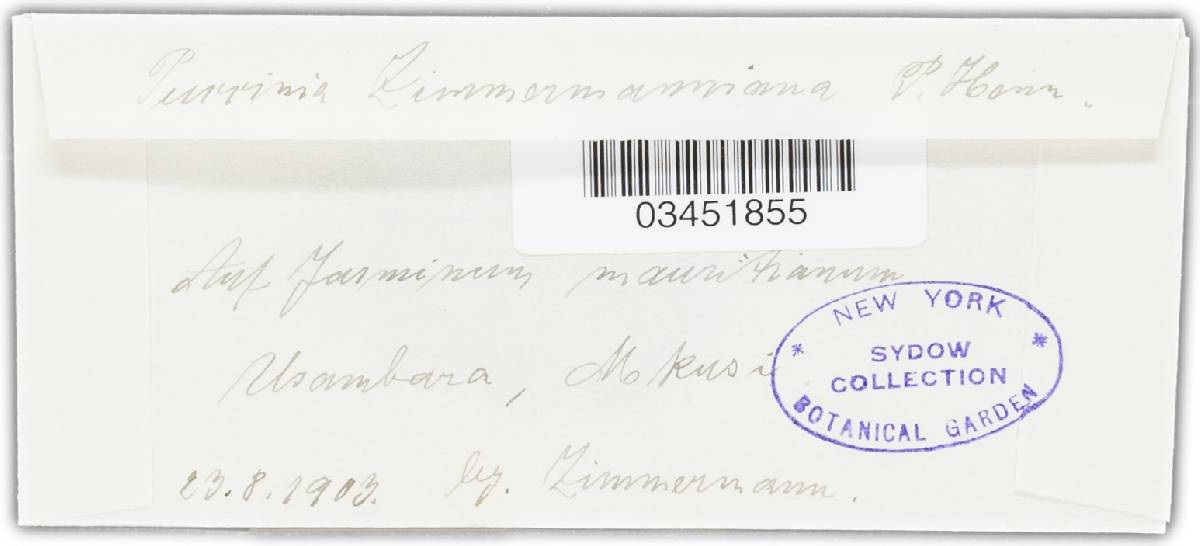 Puccinia Zimmermanniana P. Henn.
03451855
Auf Jasminum mauritianum
Usambara, Mkusi
NEW YORK
SYDOW
COLLECTION
BOTANICAL GARDEN
23.8.1903. leg. Zimmermann.